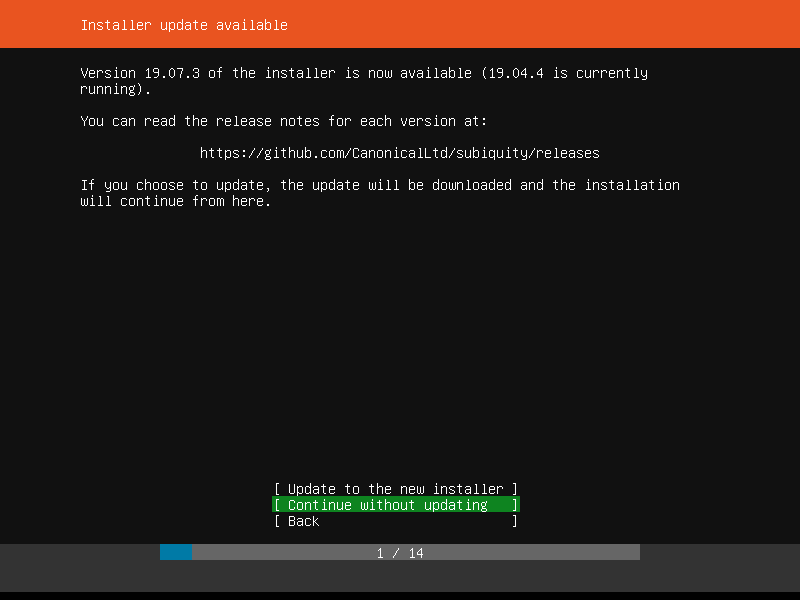 Installer update available
Version 19.07.3 of the installer is now available (19.04.4 is currently
running).
You can read the release notes for each version at:
https://github.com/CanonicalLtd/subiquity/releases
If you choose to update, the update will be downloaded and the installation
will continue from here.
[ Update to the new installer ]
[ Continue without updating ]
[ Back ]
1 / 14